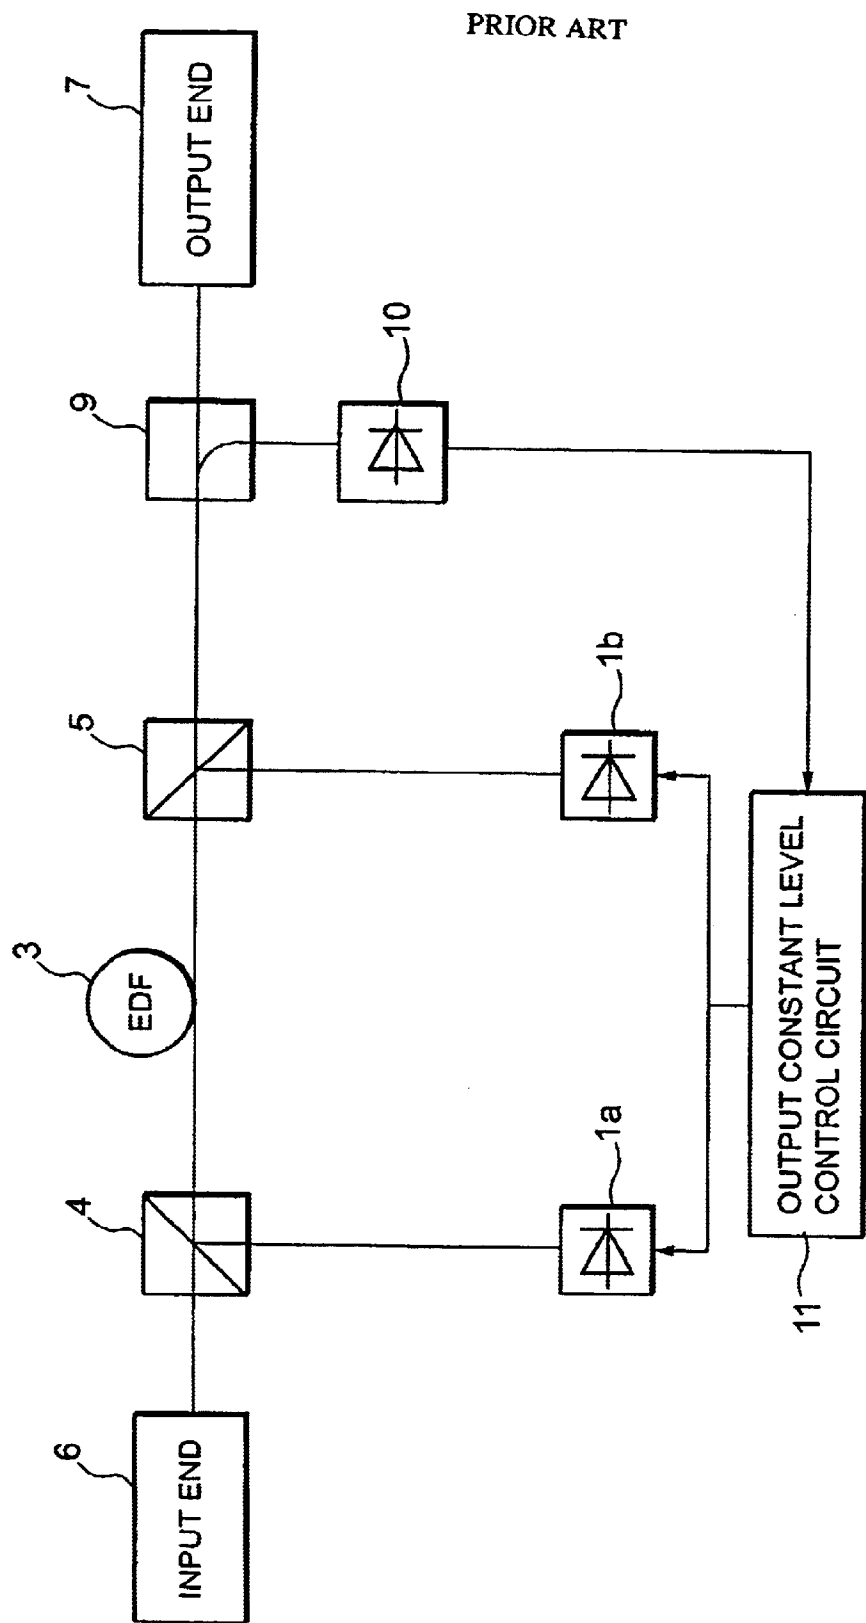 PRIOR ART
6
INPUT END
4
3
EDF
5
9
7
OUTPUT END
10
1a
1b
11
OUTPUT CONSTANT LEVEL
CONTROL CIRCUIT